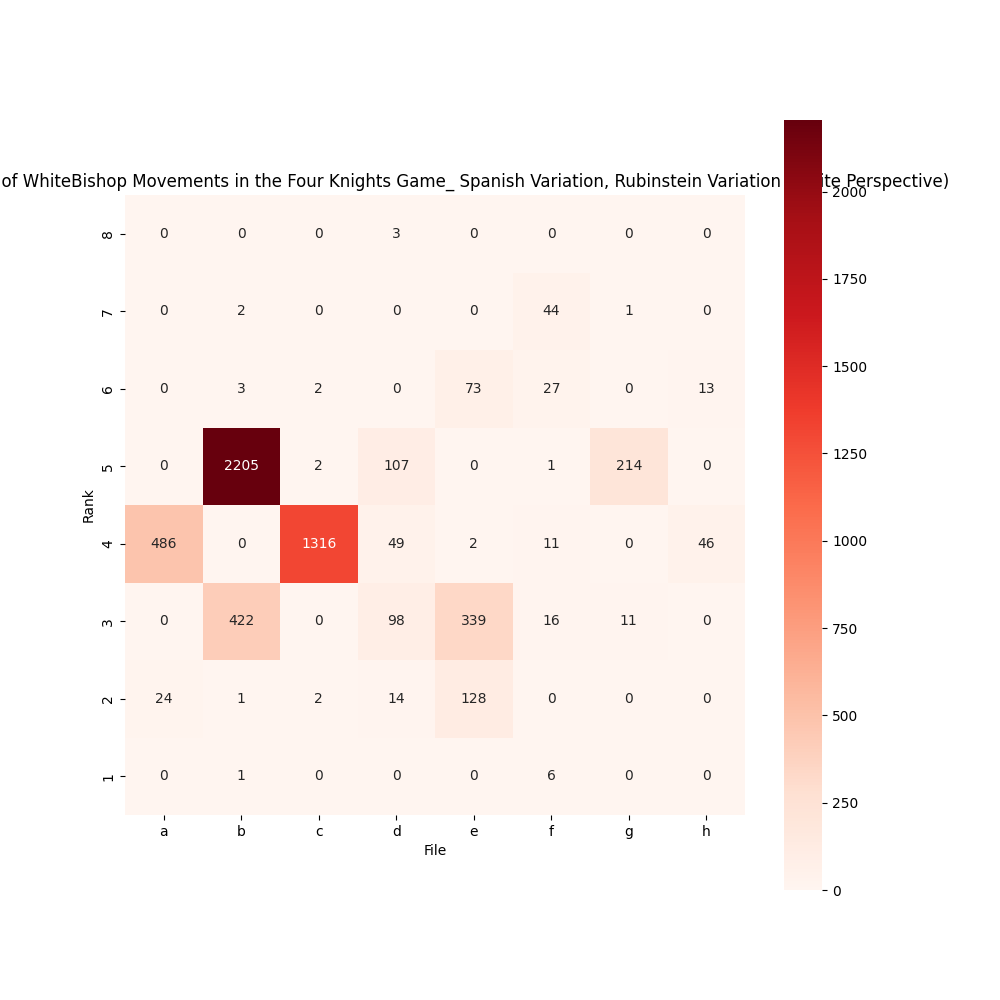 of WhiteBishop Movements in the Four Knights Game_ Spanish Variation, Rubinstein Variation ite Perspective)
2000
8 0 0 0 3 0 0 0 0
1750
7 0 2 0 0 0 44 1 0
1500
6 0 3 2 0 73 27 0 13
1250
5 0 2205 2 107 0 1 214 0
Rank
1000
4 486 0 1316 49 2 11 0 46
750
3 0 422 0 98 339 16 11 0
500
2 24 1 2 14 128 0 0 0
250
1 0 1 0 0 0 6 0 0
0
a b c d e f g h
File